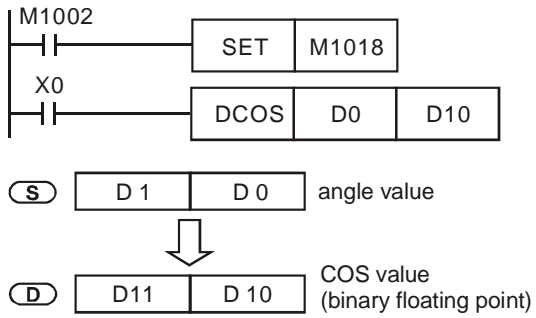 M1002
SET M1018
X0
DCOS D0 D10
S D 1 D 0 angle value
D D11 D 10 COS value
(binary floating point)